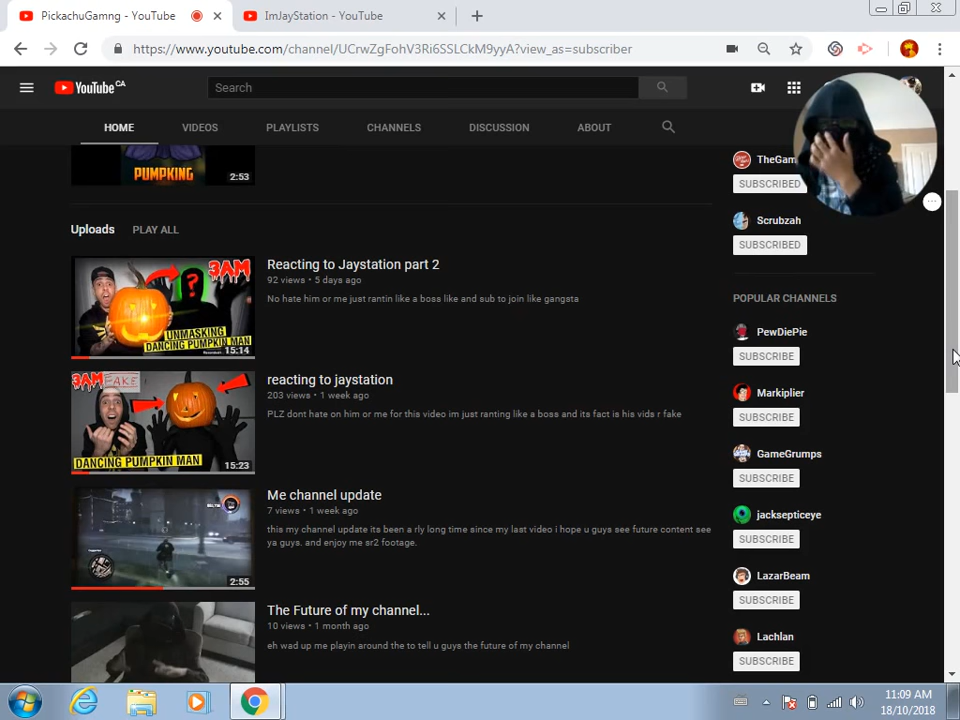 PickachuGamng - YouTube
ImJayStation - YouTube
https://www.youtube.com/channel/UCrwZgFohV3Ri6SSLCkM9yyA?view_as=subscriber
YouTube CA
Search
HOME
VIDEOS
PLAYLISTS
CHANNELS
DISCUSSION
ABOUT
PUMPKING
2:53
TheGam
SUBSCRIBED
Scrubzah
SUBSCRIBED
Uploads
PLAY ALL
3AM
?
UNMASKING
DANCING PUMPKIN MAN
15:14
Reacting to Jaystation part 2
92 views • 5 days ago
No hate him or me just rantin like a boss like and sub to join like gangsta
3AM FAKE
DANCING PUMPKIN MAN
15:23
reacting to jaystation
203 views • 1 week ago
PLZ dont hate on him or me for this video im just ranting like a boss and its fact is his vids r fake
2:55
Me channel update
7 views • 1 week ago
this my channel update its been a rly long time since my last video i hope u guys see future content see
ya guys. and enjoy me sr2 footage.
The Future of my channel...
10 views • 1 month ago
eh wad up me playin around the to tell u guys the future of my channel
POPULAR CHANNELS
PewDiePie
SUBSCRIBE
Markiplier
SUBSCRIBE
GameGrumps
SUBSCRIBE
jacksepticeye
SUBSCRIBE
LazarBeam
SUBSCRIBE
Lachlan
SUBSCRIBE
11:09 AM
18/10/2018